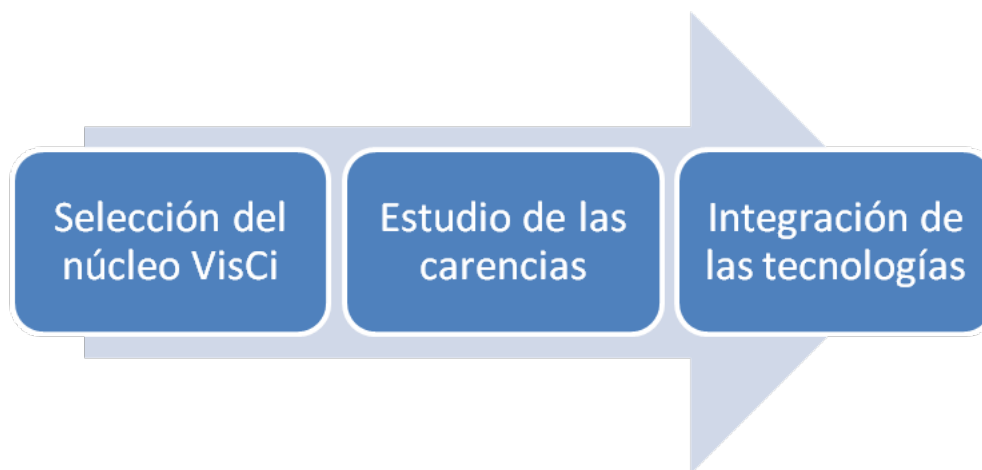 Selección del
núcleo VisCi
Estudio de las
carencias
Integración de
las tecnologías